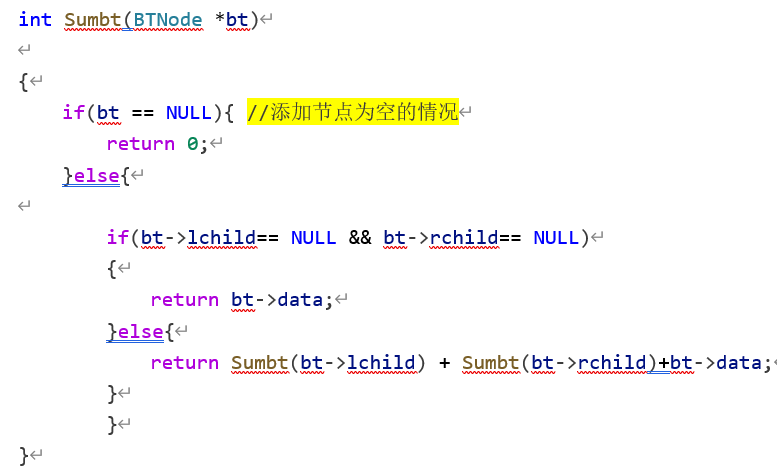 int Sumbt(BTNode *bt)
{
if(bt == NULL){ //添加节点为空的情况
return 0;
}else{
if(bt->lchild== NULL && bt->rchild== NULL)
{
return bt->data;
}else{
return Sumbt(bt->lchild) + Sumbt(bt->rchild)+bt->data;
}
}
}